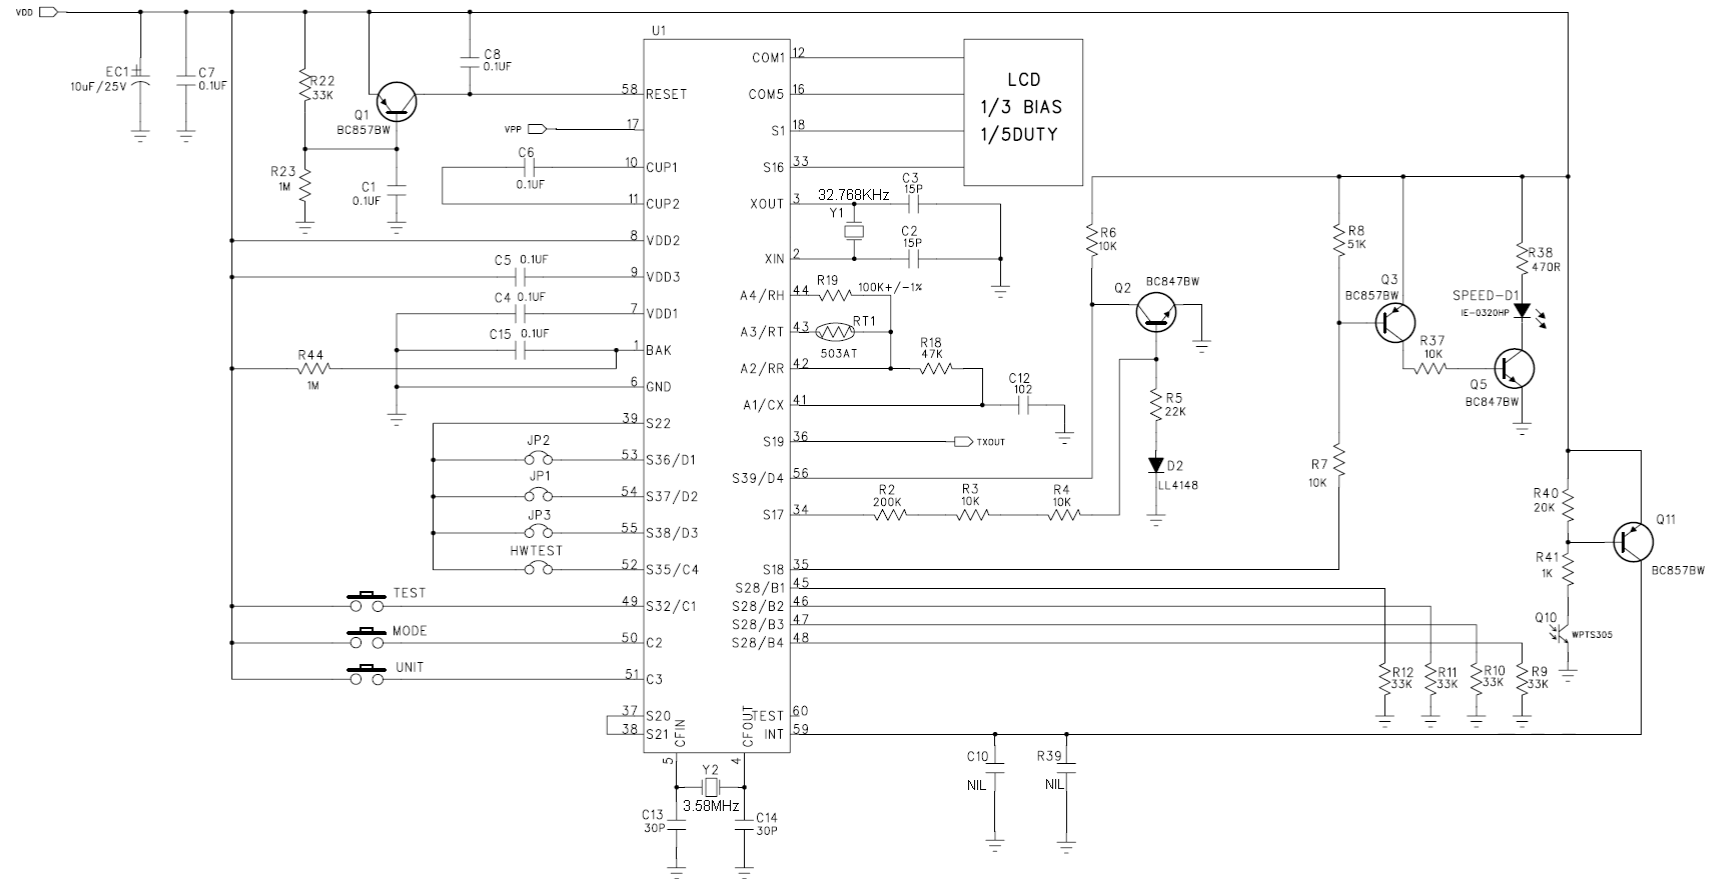 VDD
EC1
10uF/25V
C7
0.1UF
R22
33K
Q1
BC857BW
C8
0.1UF
R23
1M
C1
0.1UF
VPP
C6
0.1UF
C5 0.1UF
C4 0.1UF
C15 0.1UF
R44
1M
JP2
JP1
JP3
HWTEST
TEST
MODE
UNIT
U1
58 RESET
17
10 CUP1
11 CUP2
8 VDD2
9 VDD3
7 VDD1
1 BAK
6 GND
39 S22
53 S36/D1
54 S37/D2
55 S38/D3
52 S35/C4
49 S32/C1
50 C2
51 C3
37 S20
38 S21
CFIN
5
CFOUT
4
Y2
3.58MHz
C13
30P
C14
30P
COM1 12
COM5 16
S1 18
S16 33
XOUT 3
XIN 2
A4/RH 44
A3/RT 43
A2/RR 42
A1/CX 41
S19 36
S39/D4 56
S17 34
S18 35
S28/B1 45
S28/B2 46
S28/B3 47
S28/B4 48
TEST 60
INT 59
LCD
1/3 BIAS
1/5DUTY
32.768KHz
Y1
C3
15P
C2
15P
R19
100K+/-1%
RT1
503AT
R18
47K
C12
102
TXOUT
R2
200K
R3
10K
R4
10K
R6
10K
Q2
BC847BW
R5
22K
D2
LL4148
R8
51K
R7
10K
Q3
BC857BW
R37
10K
R38
470R
SPEED-D1
IE-0320HP
Q5
BC847BW
R40
20K
R41
1K
Q11
BC857BW
Q10
WPTS305
R12
33K
R11
33K
R10
33K
R9
33K
C10
NIL
R39
NIL